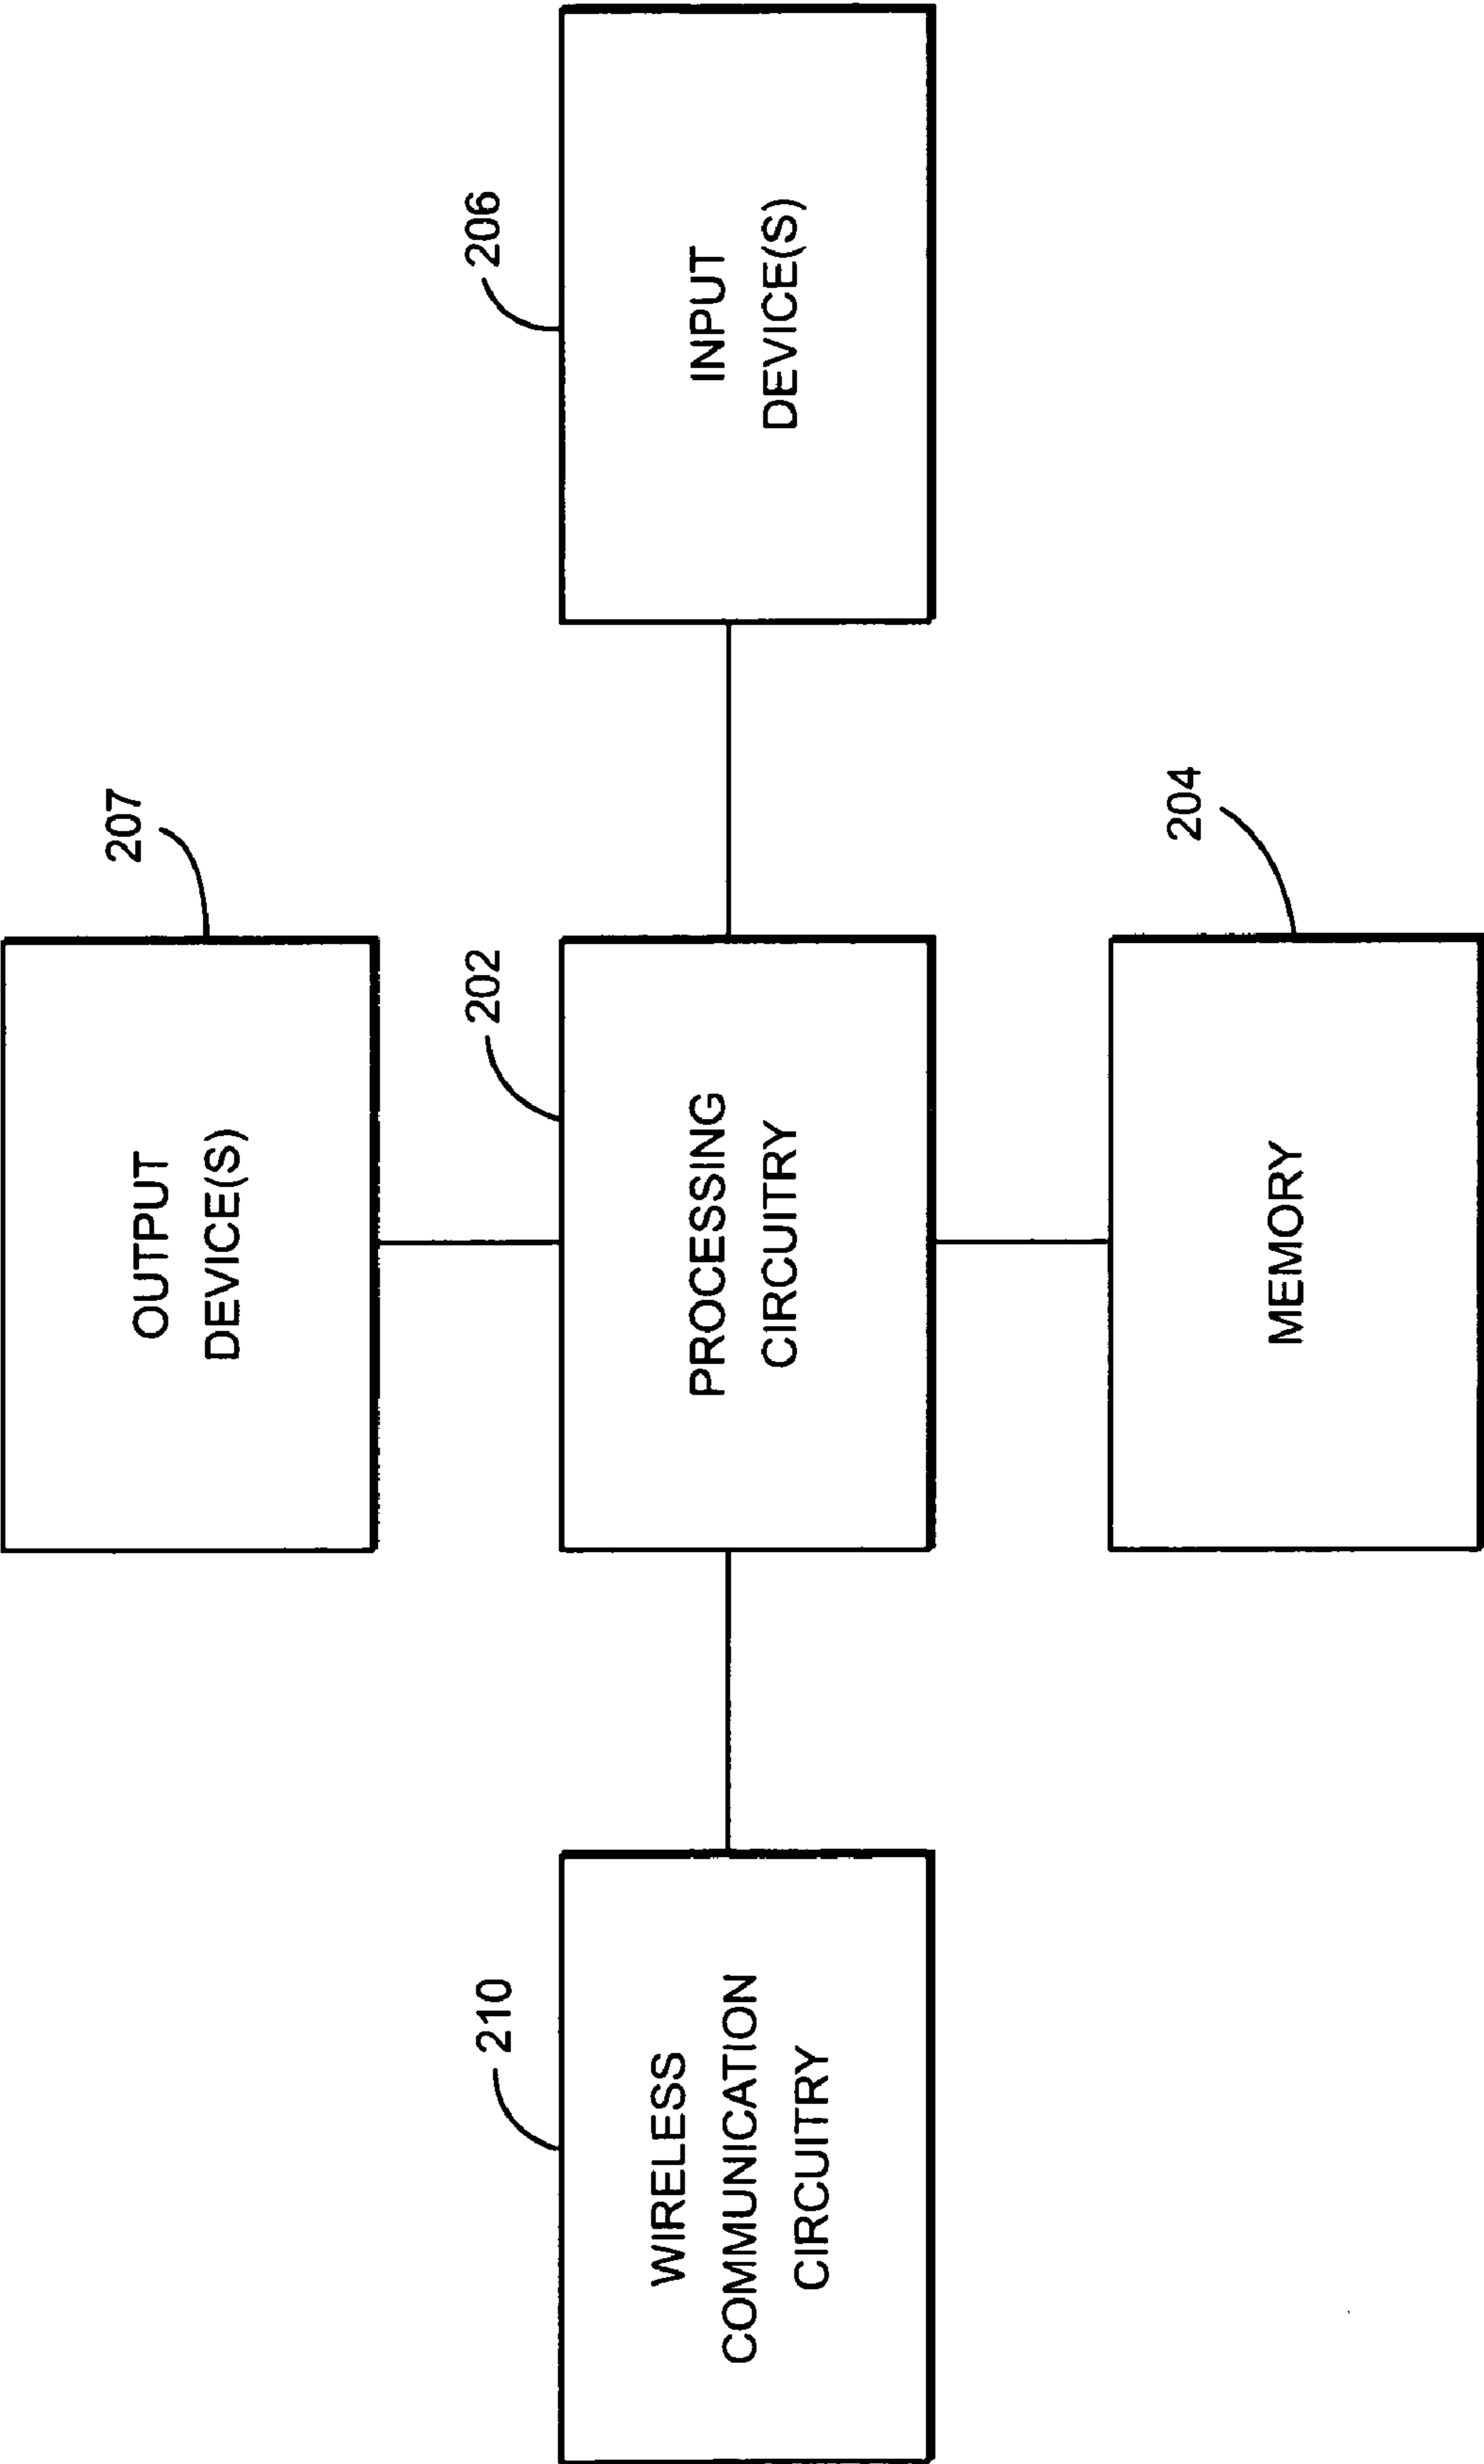 207
OUTPUT
DEVICE(S)
210
WIRELESS
COMMUNICATION
CIRCUITRY
202
PROCESSING
CIRCUITRY
206
INPUT
DEVICE(S)
204
MEMORY